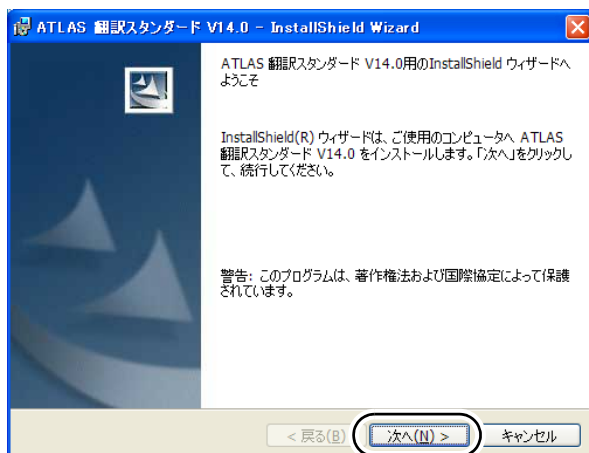 ATLAS 翻訳スタンダード V14.0 - InstallShield Wizard
ATLAS 翻訳スタンダード V14.0用のInstallShield ウィザードへ
ようこそ
InstallShield(R) ウィザードは、ご使用のコンピュータへ ATLAS
翻訳スタンダード V14.0 をインストールします。「次へ」をクリックし
て、続行してください。
警告: このプログラムは、著作権法および国際協定によって保護
されています。
< 戻る(B)
次へ(N) >
キャンセル